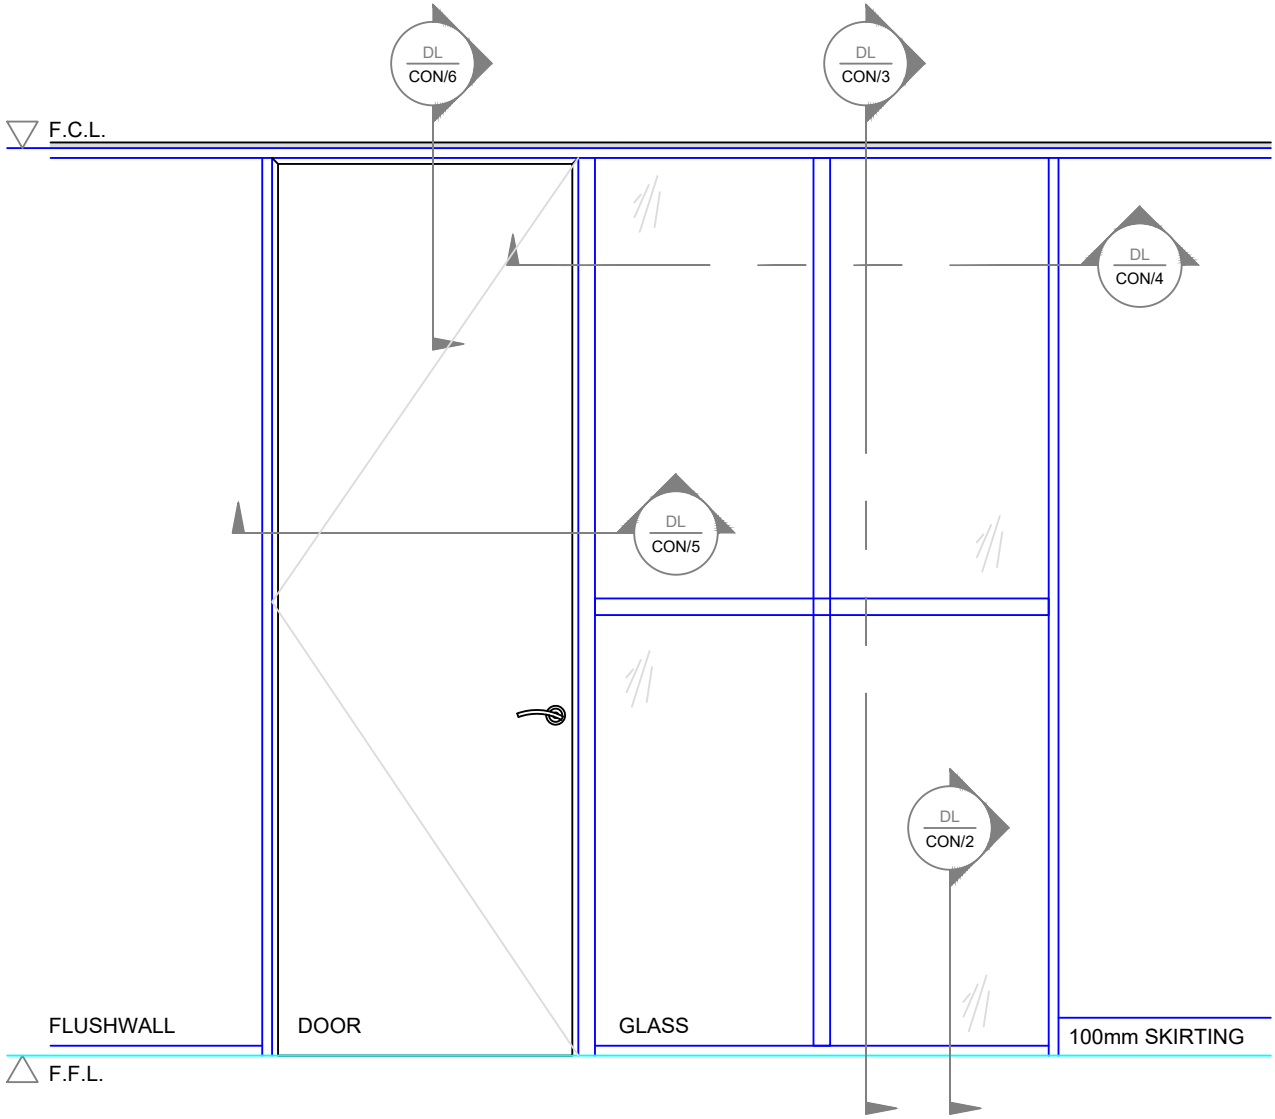 DL
CON/6
DL
CON/3
F.C.L.
DL
CON/4
DL
CON/5
DL
CON/2
FLUSHWALL
DOOR
GLASS
100mm SKIRTING
F.F.L.